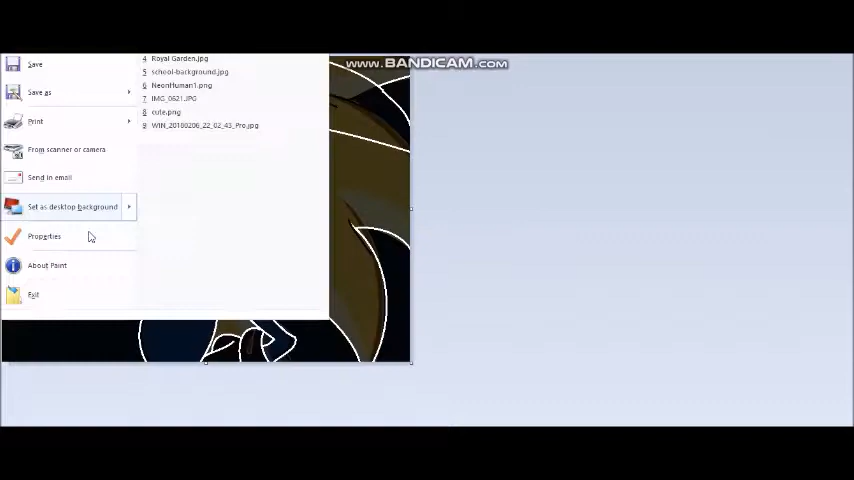 www.BANDICAM.com
Save
Save as
Print
From scanner or camera
Send in email
Set as desktop background
Properties
About Paint
Exit
4 Royal Garden.jpg
5 school-background.jpg
6 NeonHuman1.png
7 IMG_0621.JPG
8 cute.png
9 WIN_20180206_22_02_43_Pro.jpg